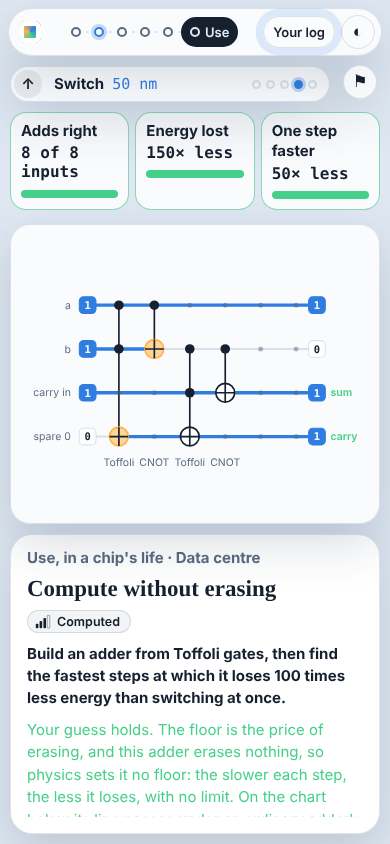 Use
Your log
Switch 50 nm
Adds right
8 of 8
inputs
Energy lost
150× less
One step
faster
50× less
a 1 1
b 1 0
carry in 1 1 sum
spare 0 0 1 carry
Toffoli CNOT Toffoli CNOT
Use, in a chip's life · Data centre
Compute without erasing
Computed
Build an adder from Toffoli gates, then find
the fastest steps at which it loses 100 times
less energy than switching at once.
Your guess holds. The floor is the price of
erasing, and this adder erases nothing, so
physics sets it no floor: the slower each step,
the less it loses, with no limit. On the chart